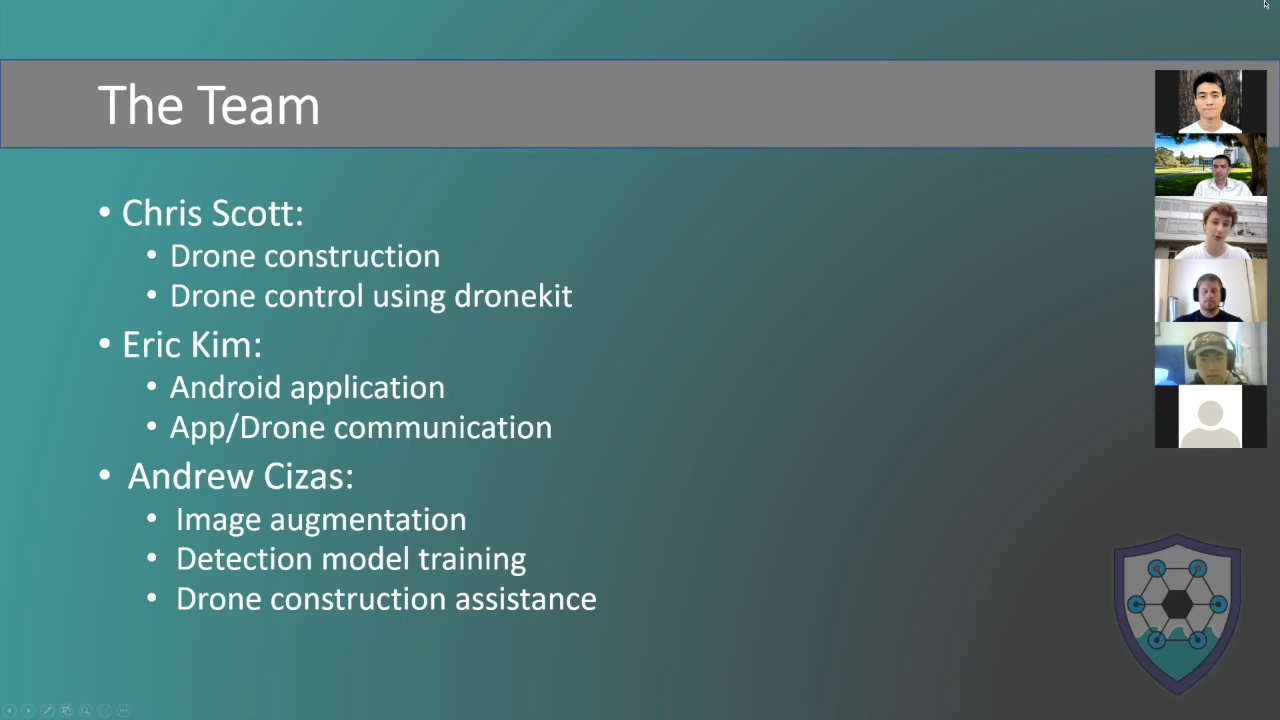 The Team
• Chris Scott:
• Drone construction
• Drone control using dronekit
• Eric Kim:
• Android application
• App/Drone communication
• Andrew Cizas:
• Image augmentation
• Detection model training
• Drone construction assistance